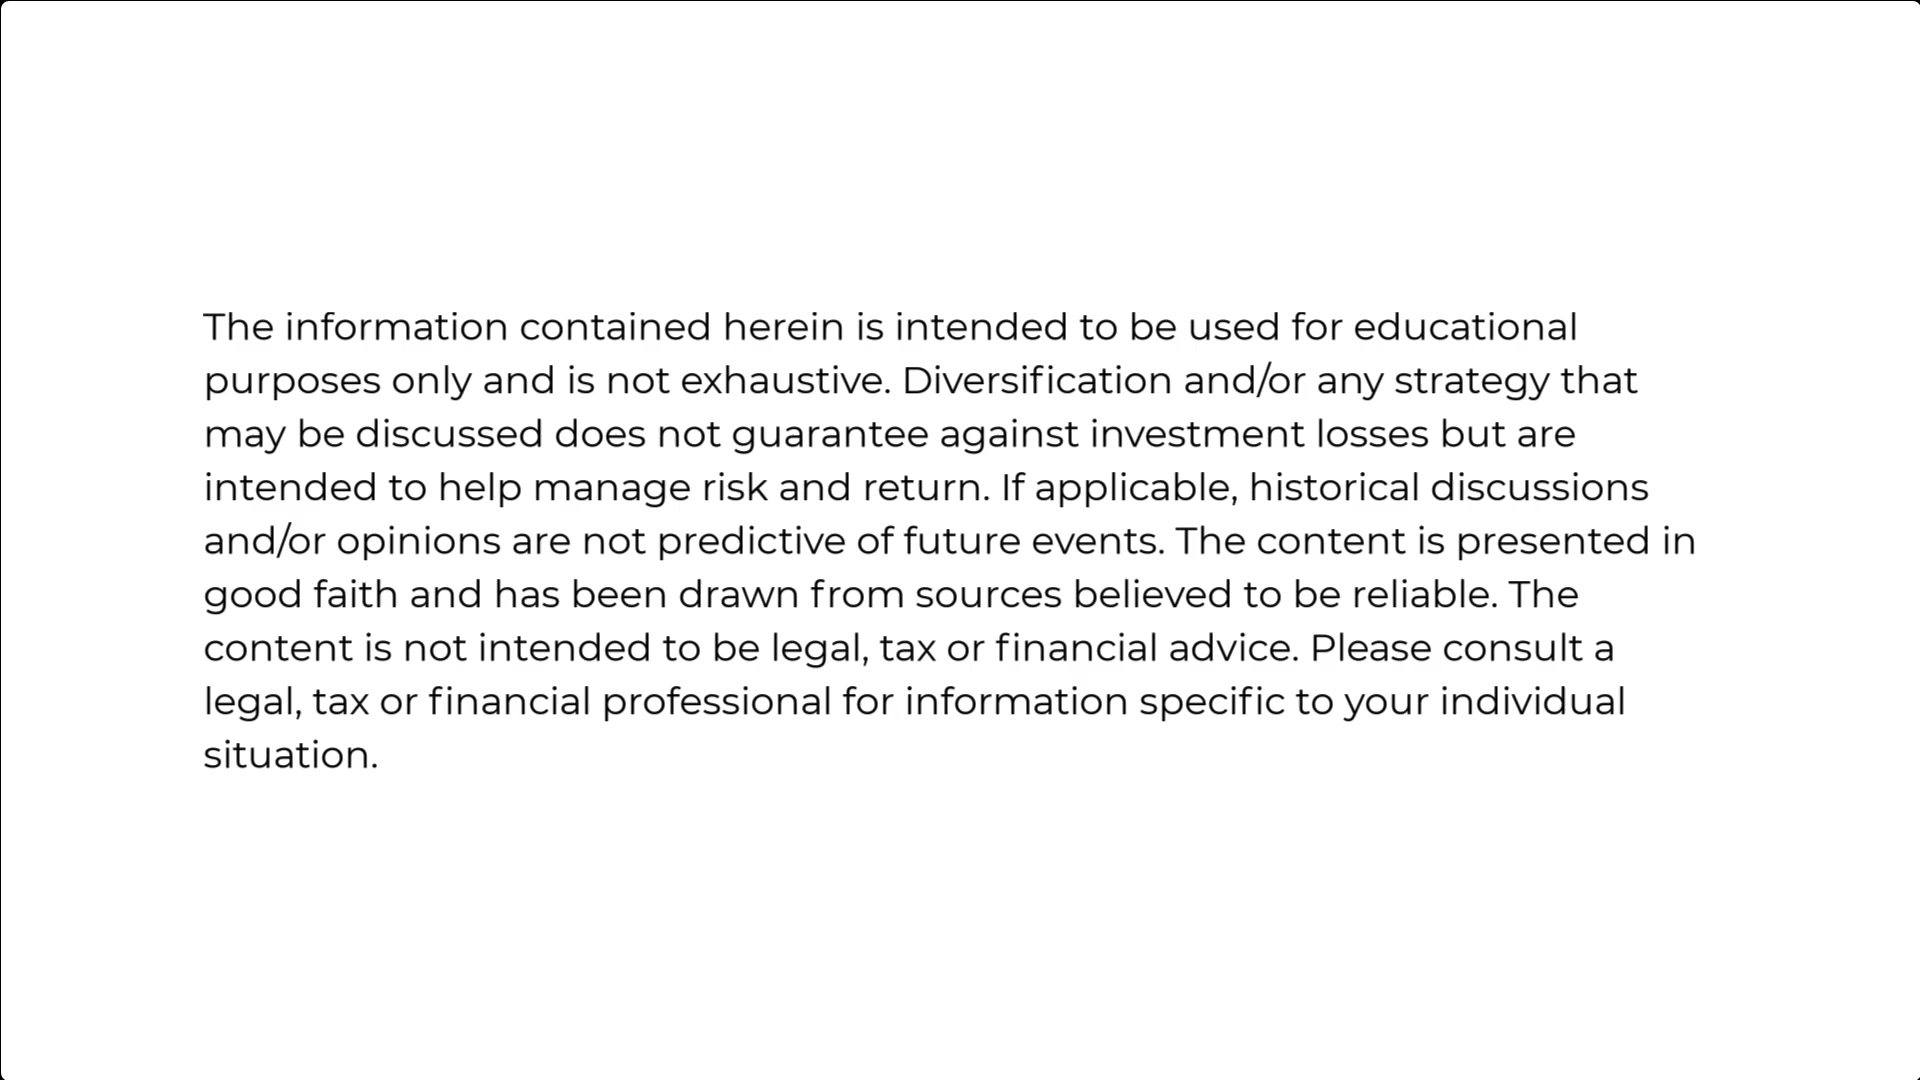 The information contained herein is intended to be used for educational
purposes only and is not exhaustive. Diversification and/or any strategy that
may be discussed does not guarantee against investment losses but are
intended to help manage risk and return. If applicable, historical discussions
and/or opinions are not predictive of future events. The content is presented in
good faith and has been drawn from sources believed to be reliable. The
content is not intended to be legal, tax or financial advice. Please consult a
legal, tax or financial professional for information specific to your individual
situation.